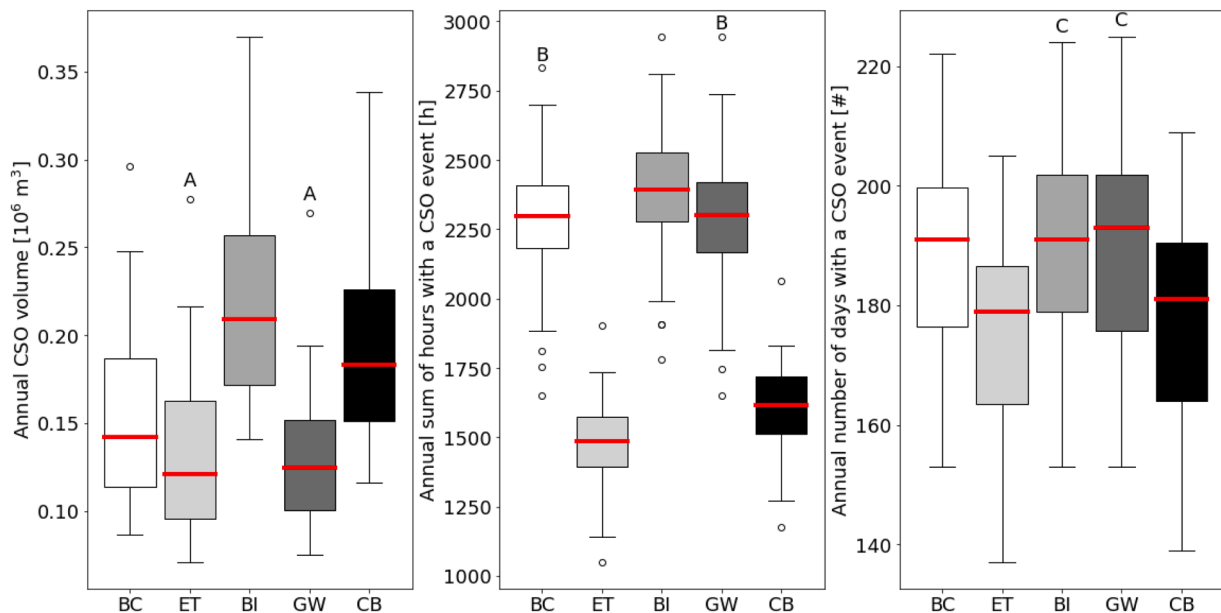 Annual CSO volume [10⁶ m³]
0.35
0.30
0.25
0.20
0.15
0.10
A
A
BC ET BI GW CB
Annual sum of hours with a CSO event [h]
3000
2750
2500
2250
2000
1750
1500
1250
1000
B
B
BC ET BI GW CB
Annual number of days with a CSO event [#]
220
200
180
160
140
C
C
BC ET BI GW CB